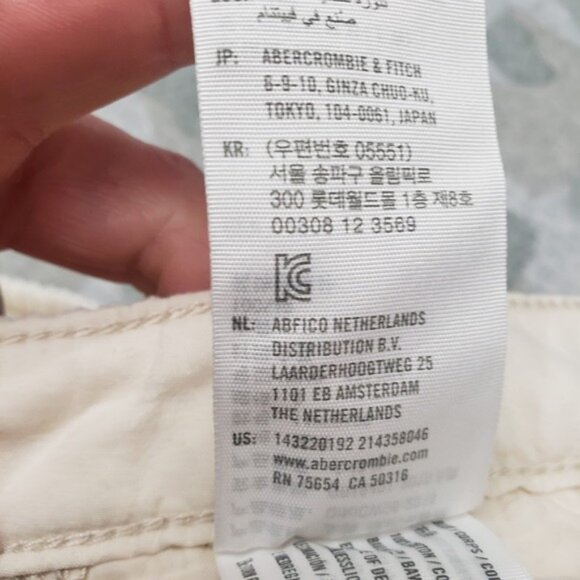 صنع في فيتنام
JP: ABERCROMBIE & FITCH
6-9-10, GINZA CHUO-KU,
TOKYO, 104-0061, JAPAN
KR: (우편번호 05551)
서울 송파구 올림픽로
300 롯데월드몰 1층 제8호
00308 12 3569
NL: ABFICO NETHERLANDS
DISTRIBUTION B.V.
LAARDERHOOGTWEG 25
1101 EB AMSTERDAM
THE NETHERLANDS
US: 143220192 214358046
www.abercrombie.com
RN 75654 CA 50316